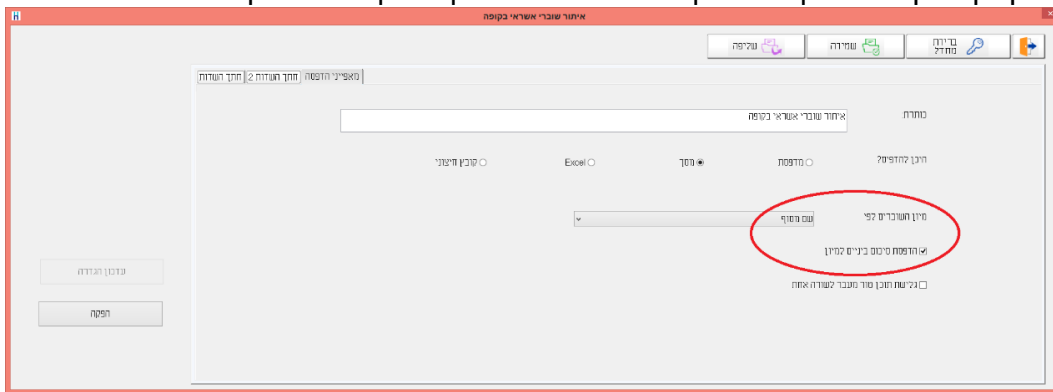 איתור שוברי אשראי בקופה
ברירת מחדל
שמירה
שליפה
מאפייני הדפסה
חתך השדות 2
חתך השדות
כותרת
איתור שוברי אשראי בקופה
היכן להדפיס?
מדפסת
מסך
Excel
קובץ חיצוני
מיון השוברים לפי
שם מסוף
הדפסת סיכום ביניים למיון
גלישת תוכן טור מעבר לשורה אחת
עדכון הגדרה
הפקה